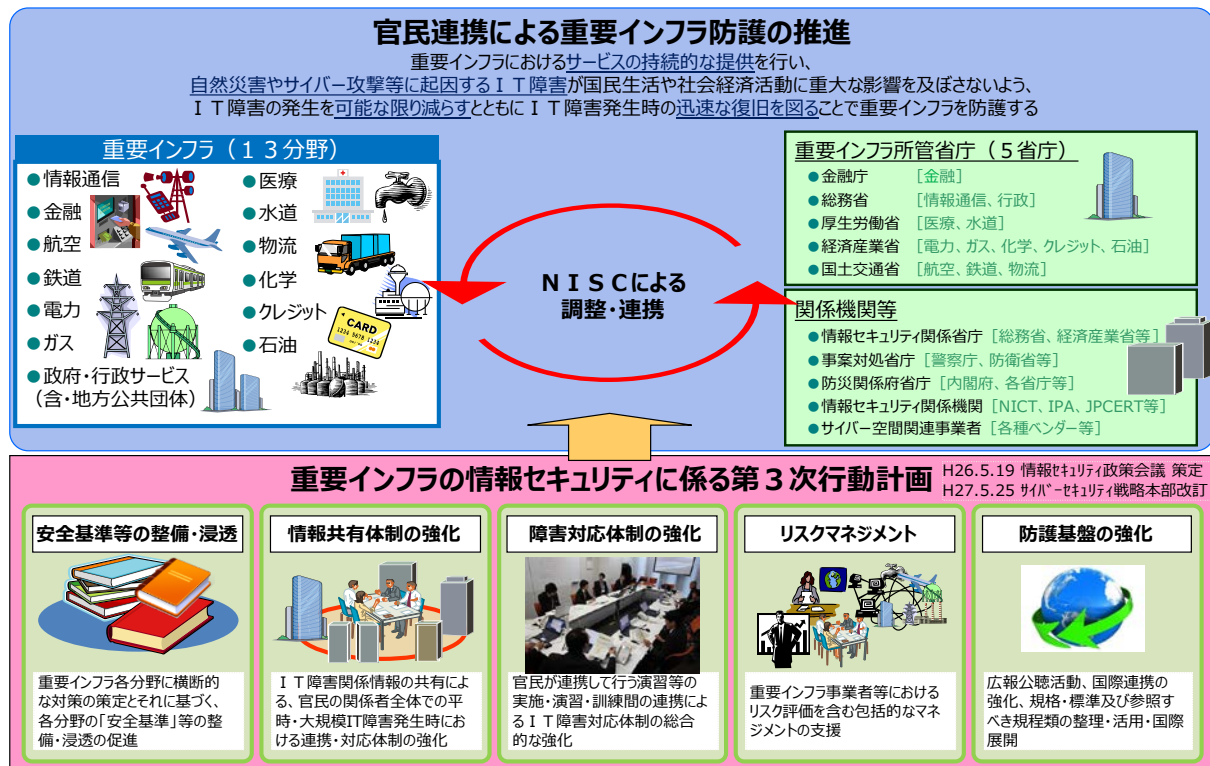 官民連携による重要インフラ防護の推進
重要インフラにおけるサービスの持続的な提供を行い、
自然災害やサイバー攻撃等に起因するＩＴ障害が国民生活や社会経済活動に重大な影響を及ぼさないよう、
ＩＴ障害の発生を可能な限り減らすとともにＩＴ障害発生時の迅速な復旧を図ることで重要インフラを防護する
重要インフラ（１３分野）
●情報通信
●金融
●航空
●鉄道
●電力
●ガス
●政府・行政サービス
（含・地方公共団体）
●医療
●水道
●物流
●化学
●クレジット
●石油
CARD
1234 5678 1234
ＮＩＳＣによる
調整・連携
重要インフラ所管省庁（５省庁）
●金融庁 ［金融］
●総務省 ［情報通信、行政］
●厚生労働省 ［医療、水道］
●経済産業省 ［電力、ガス、化学、クレジット、石油］
●国土交通省 ［航空、鉄道、物流］
関係機関等
●情報セキュリティ関係省庁［総務省、経済産業省等］
●事案対処省庁［警察庁、防衛省等］
●防災関係府省庁［内閣府、各省庁等］
●情報セキュリティ関係機関［NICT、IPA、JPCERT等］
●サイバー空間関連事業者［各種ベンダー等］
重要インフラの情報セキュリティに係る第３次行動計画
H26.5.19 情報ｾｷｭﾘﾃｨ政策会議 策定
H27.5.25 ｻｲﾊﾞｰｾｷｭﾘﾃｨ戦略本部改訂
安全基準等の整備・浸透
重要インフラ各分野に横断的
な対策の策定とそれに基づく、
各分野の「安全基準」等の整
備・浸透の促進
情報共有体制の強化
ＩＴ障害関係情報の共有によ
る、官民の関係者全体での平
時・大規模IT障害発生時にお
ける連携・対応体制の強化
障害対応体制の強化
官民が連携して行う演習等の
実施・演習・訓練間の連携によ
るＩＴ障害対応体制の総合
的な強化
リスクマネジメント
重要インフラ事業者等における
リスク評価を含む包括的なマネ
ジメントの支援
防護基盤の強化
広報公聴活動、国際連携の
強化、規格・標準及び参照す
べき規程類の整理・活用・国際
展開